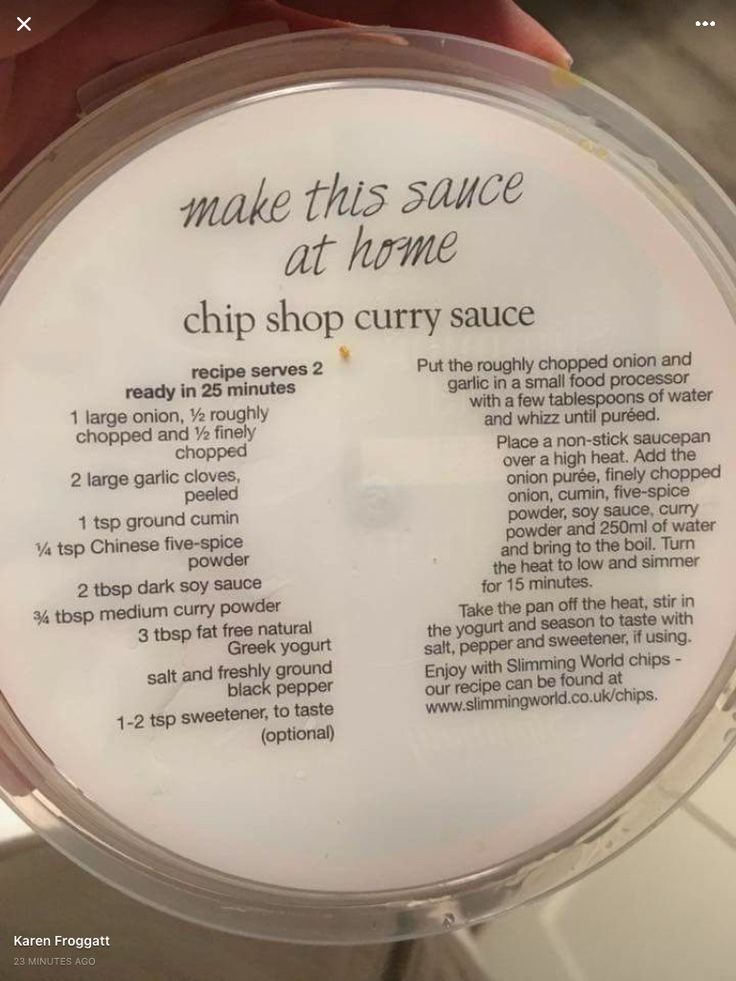 make this sauce
at home
chip shop curry sauce
recipe serves 2
ready in 25 minutes
1 large onion, ½ roughly
chopped and ½ finely
chopped
2 large garlic cloves,
peeled
1 tsp ground cumin
¼ tsp Chinese five-spice
powder
2 tbsp dark soy sauce
¾ tbsp medium curry powder
3 tbsp fat free natural
Greek yogurt
salt and freshly ground
black pepper
1-2 tsp sweetener, to taste
(optional)
Put the roughly chopped onion and
garlic in a small food processor
with a few tablespoons of water
and whizz until puréed.
Place a non-stick saucepan
over a high heat. Add the
onion purée, finely chopped
onion, cumin, five-spice
powder, soy sauce, curry
powder and 250ml of water
and bring to the boil. Turn
the heat to low and simmer
for 15 minutes.
Take the pan off the heat, stir in
the yogurt and season to taste with
salt, pepper and sweetener, if using.
Enjoy with Slimming World chips -
our recipe can be found at
www.slimmingworld.co.uk/chips.
Karen Froggatt
23 MINUTES AGO